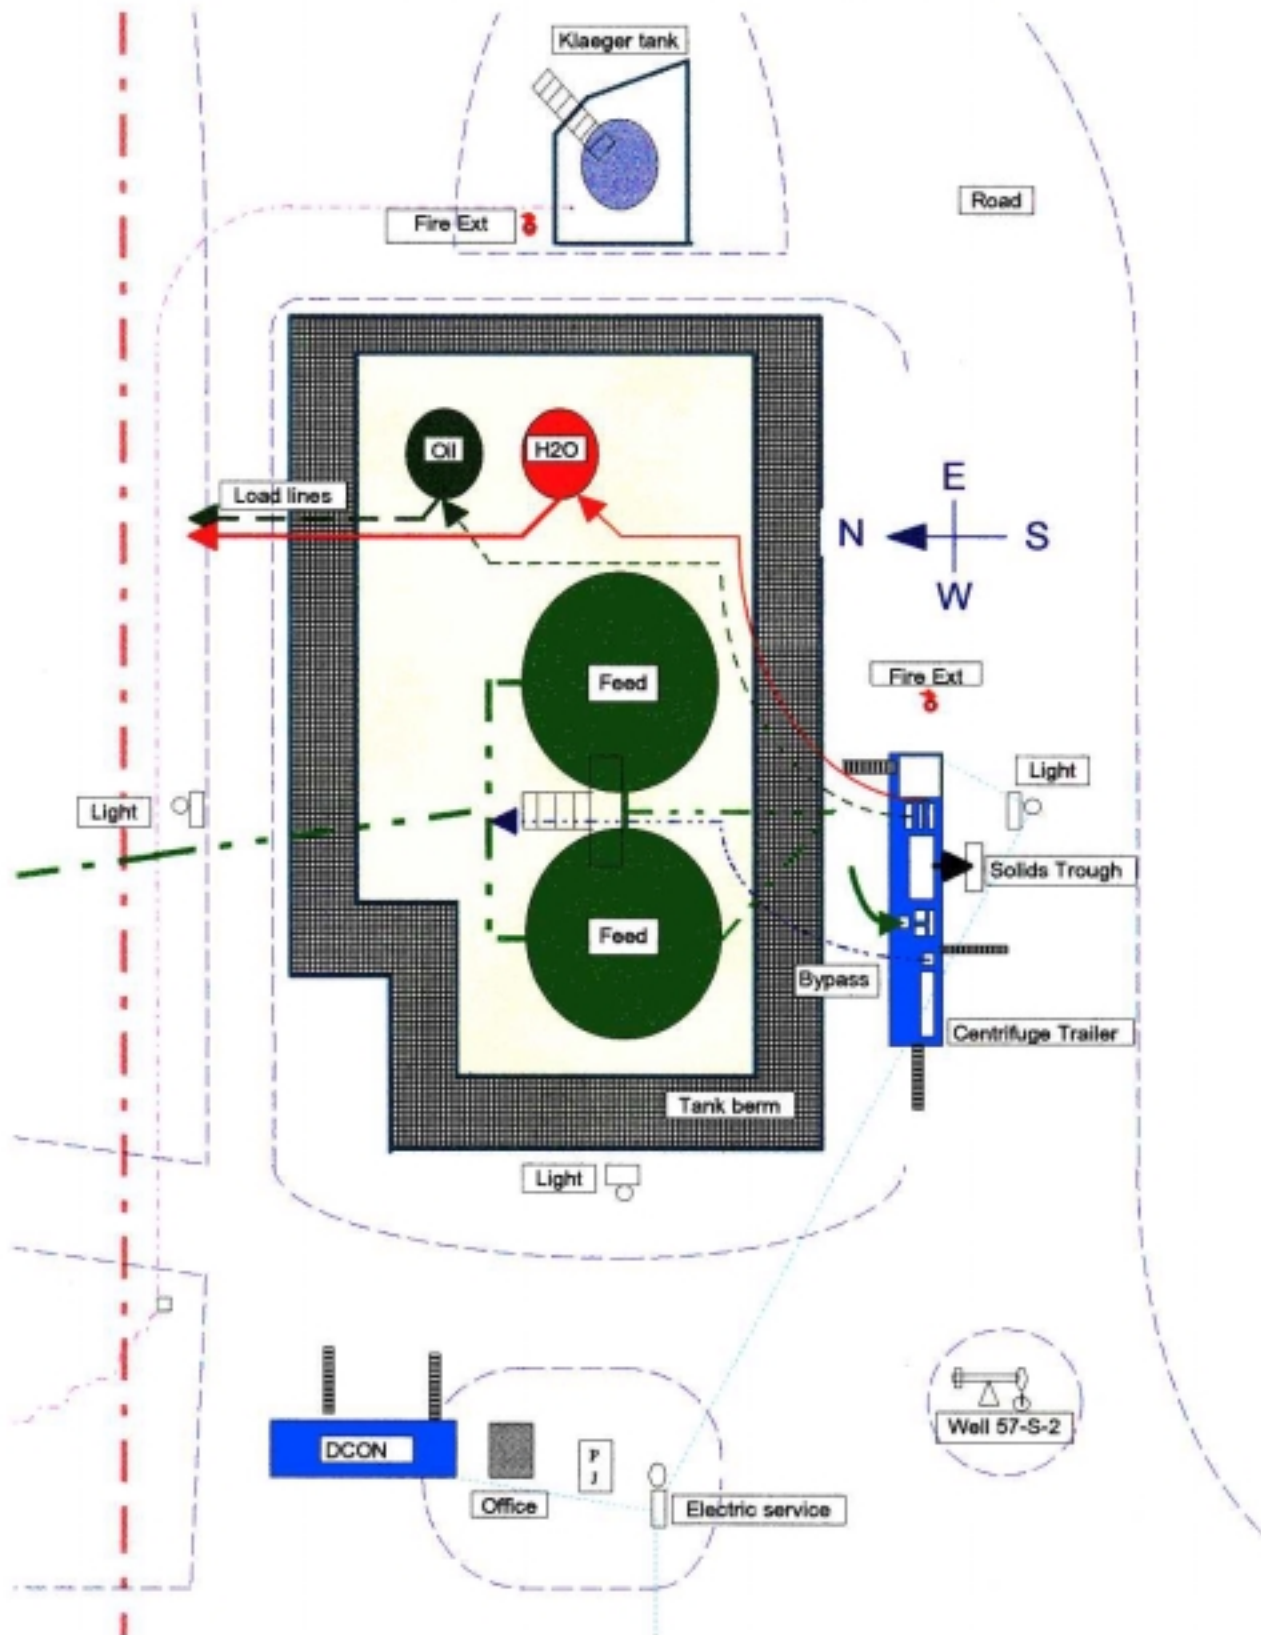 Klaeger tank
Road
Fire Ext
Oil
H2O
Load lines
E
N
S
W
Feed
Fire Ext
Light
Light
Solids Trough
Feed
Bypass
Centrifuge Trailer
Tank berm
Light
Well 57-S-2
DCON
P
J
Office
Electric service